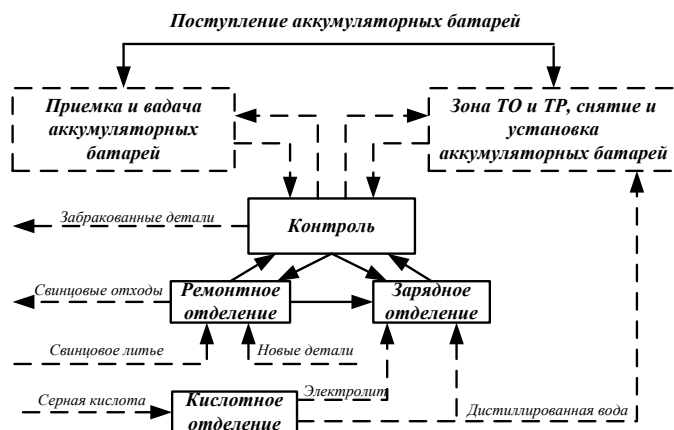 Поступление аккумуляторных батарей
Приемка и вадача
аккумуляторных
батарей
Зона ТО и ТР, снятие и
установка
аккумуляторных батарей
Забракованные детали
Контроль
Свинцовые отходы
Ремонтное
отделение
Зарядное
отделение
Свинцовое литье
Новые детали
Серная кислота
Кислотное
отделение
Электролит
Дистиллированная вода